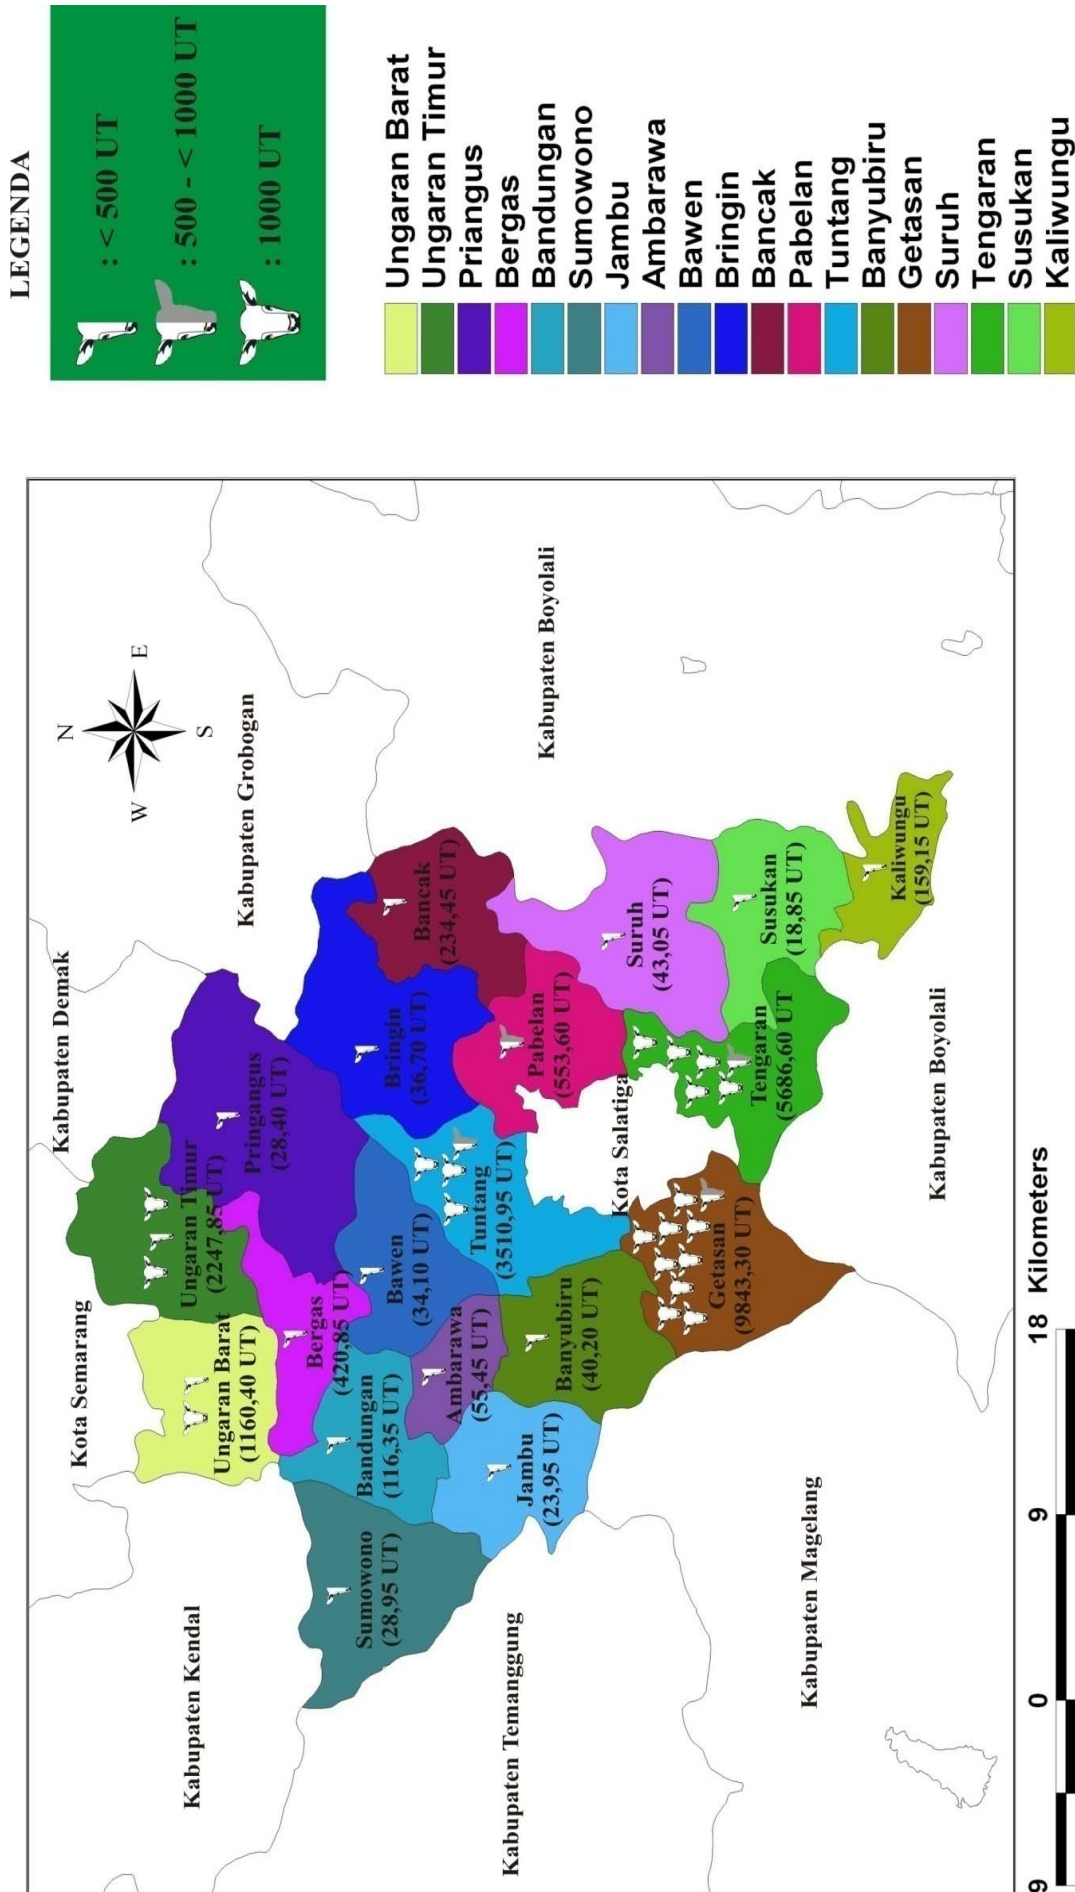 LEGENDA
: < 500 UT
: 500 - < 1000 UT
: 1000 UT
Ungaran Barat
Ungaran Timur
Priangus
Bergas
Bandungan
Sumowono
Jambu
Ambarawa
Bawen
Bringin
Bancak
Pabelan
Tuntang
Banyubiru
Getasan
Suruh
Tengaran
Susukan
Kaliwungu
N
W
E
S
Kota Semarang
Kabupaten Demak
Kabupaten Grobogan
Kabupaten Kendal
Kabupaten Boyolali
Kabupaten Temanggung
Kabupaten Magelang
Kabupaten Boyolali
Kota Salatiga
Ungaran Barat
(1160,40 UT)
Ungaran Timur
(2247,85 UT)
Pringangus
(28,40 UT)
Bergas
(420,85 UT)
Bandungan
(116,35 UT)
Sumowono
(28,95 UT)
Bawen
(34,10 UT)
Bringin
(36,70 UT)
Bancak
(234,45 UT)
Ambarawa
(55,45 UT)
Tuntang
(3510,95 UT)
Pabelan
(553,60 UT)
Jambu
(23,95 UT)
Banyubiru
(40,20 UT)
Suruh
(43,05 UT)
Getasan
(9843,30 UT)
Tengaran
(5686,60 UT
Susukan
(18,85 UT)
Kaliwungu
(159,15 UT)
9
0
9
18 Kilometers